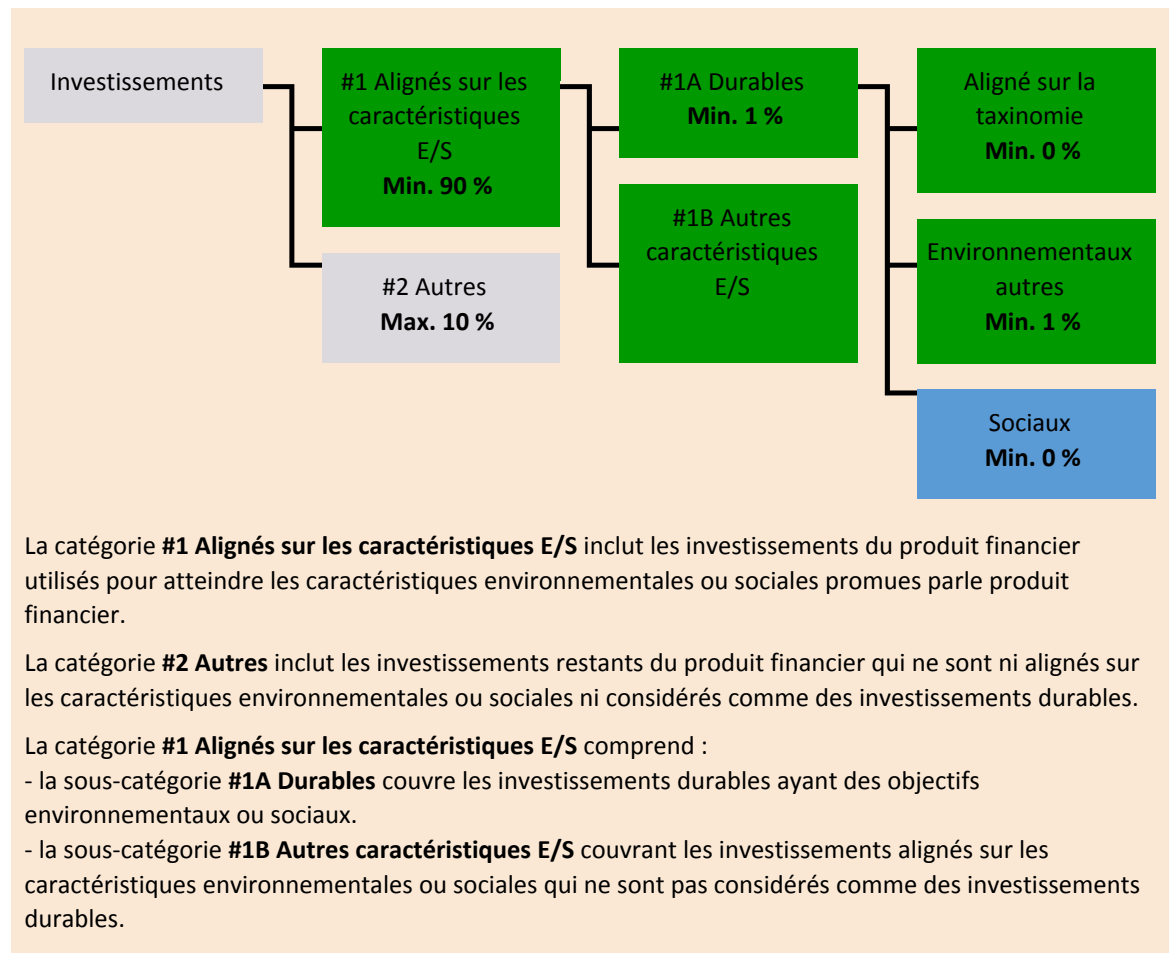 Investissements
#1 Alignés sur les
caractéristiques
E/S
Min. 90 %
#2 Autres
Max. 10 %
#1A Durables
Min. 1 %
#1B Autres
caractéristiques
E/S
Aligné sur la
taxinomie
Min. 0 %
Environnementaux
autres
Min. 1 %
Sociaux
Min. 0 %
La catégorie #1 Alignés sur les caractéristiques E/S inclut les investissements du produit financier
utilisés pour atteindre les caractéristiques environnementales ou sociales promues parle produit
financier.
La catégorie #2 Autres inclut les investissements restants du produit financier qui ne sont ni alignés sur
les caractéristiques environnementales ou sociales ni considérés comme des investissements durables.
La catégorie #1 Alignés sur les caractéristiques E/S comprend :
- la sous-catégorie #1A Durables couvre les investissements durables ayant des objectifs
environnementaux ou sociaux.
- la sous-catégorie #1B Autres caractéristiques E/S couvrant les investissements alignés sur les
caractéristiques environnementales ou sociales qui ne sont pas considérés comme des investissements
durables.